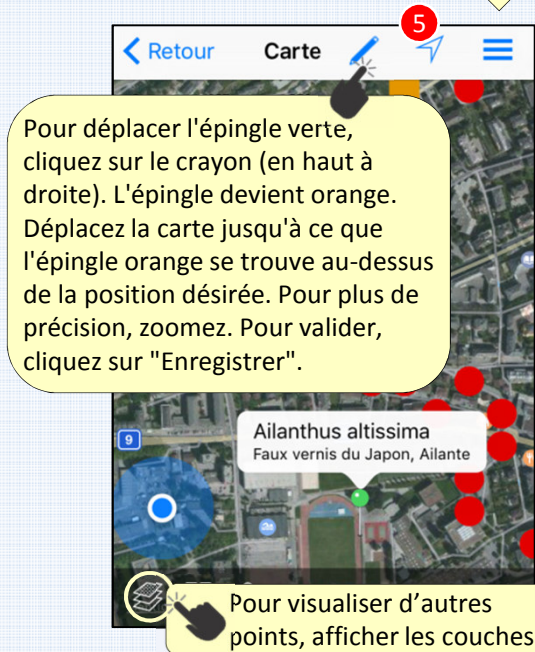 5
Retour Carte
Pour déplacer l'épingle verte,
cliquez sur le crayon (en haut à
droite). L'épingle devient orange.
Déplacez la carte jusqu'à ce que
l'épingle orange se trouve au-dessus
de la position désirée. Pour plus de
précision, zoomez. Pour valider,
cliquez sur "Enregistrer".
9
Ailanthus altissima
Faux vernis du Japon, Ailante
Pour visualiser d’autres
points, afficher les couches